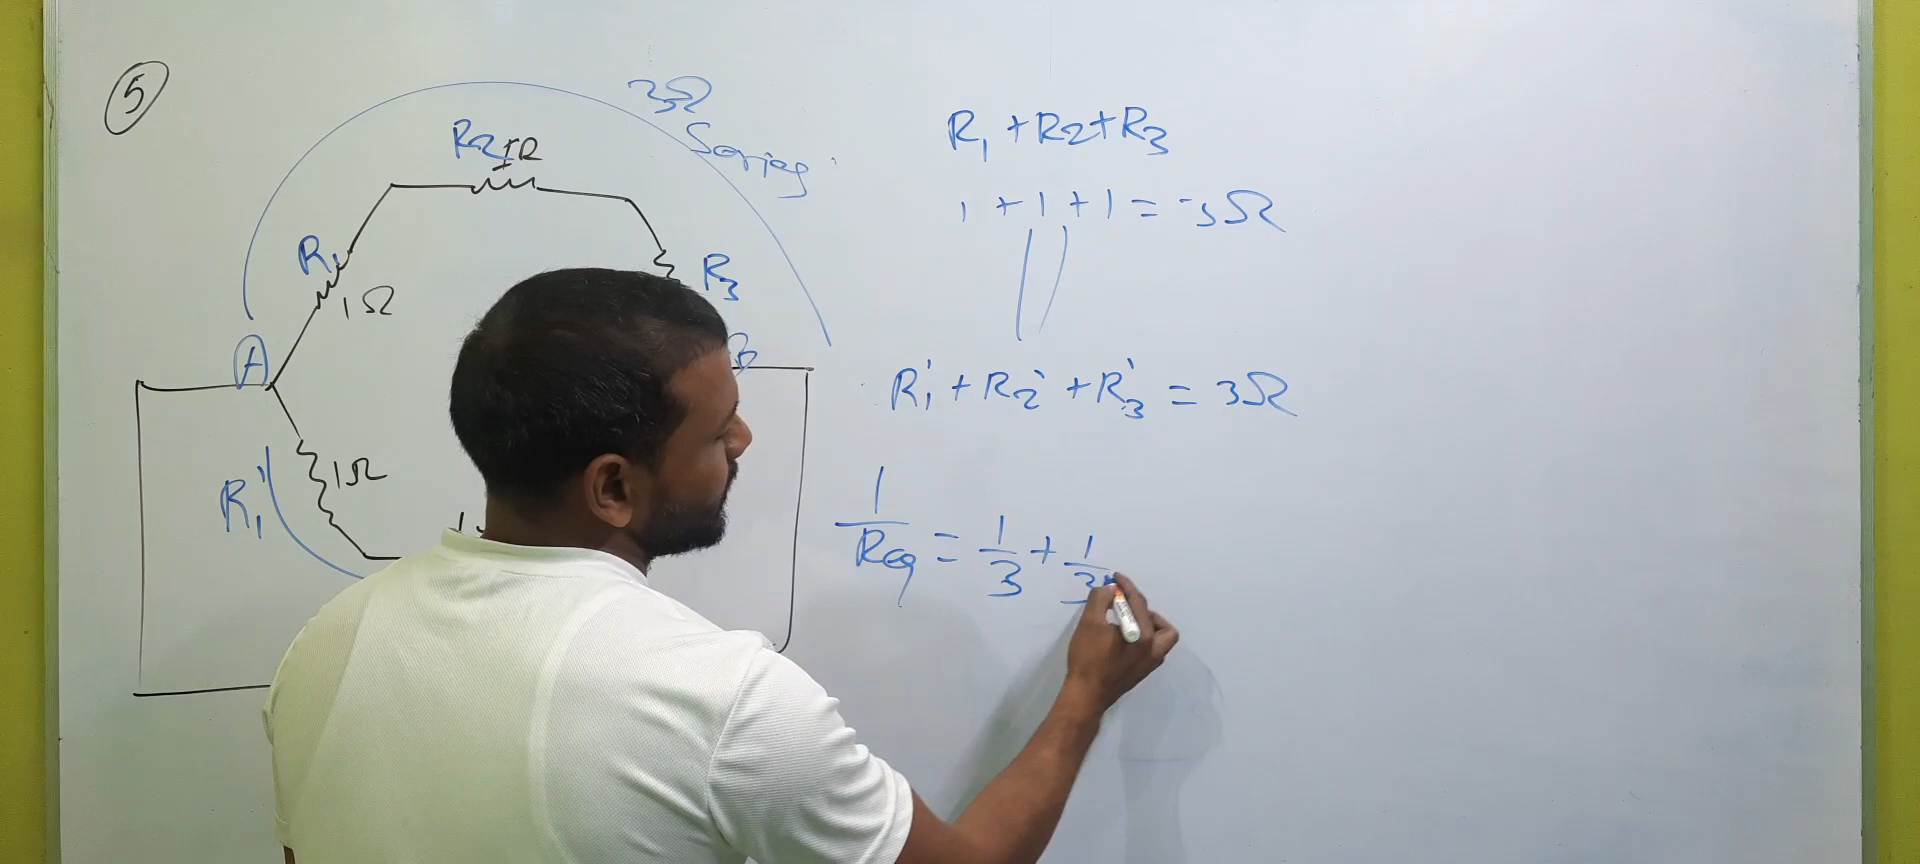 5
3Ω
Series
R2 1Ω
R1
1Ω
R3
A
B
R1'
1Ω
R1 + R2 + R3
1 + 1 + 1 = 3Ω
R1' + R2' + R3' = 3Ω
1/Req = 1/3 + 1/3